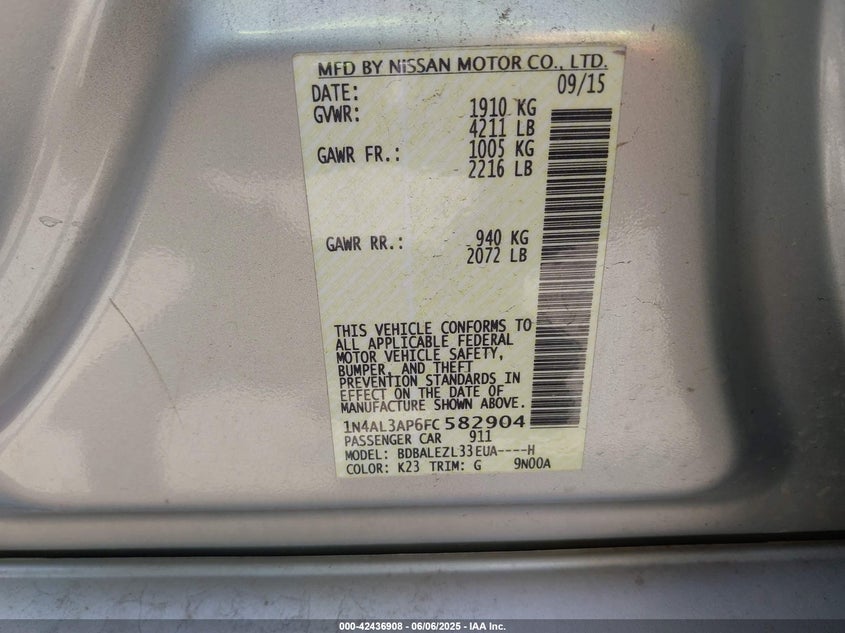 MFD BY NISSAN MOTOR CO., LTD.
DATE: 09/15
GVWR: 1910 KG
4211 LB
GAWR FR.: 1005 KG
2216 LB
GAWR RR.: 940 KG
2072 LB
THIS VEHICLE CONFORMS TO
ALL APPLICABLE FEDERAL
MOTOR VEHICLE SAFETY,
BUMPER, AND THEFT
PREVENTION STANDARDS IN
EFFECT ON THE DATE OF
MANUFACTURE SHOWN ABOVE.
1N4AL3AP6FC582904
PASSENGER CAR 911
MODEL: BDBALEZL33EUA----H
COLOR: K23 TRIM: G 9N00A
000-42436908 - 06/06/2025 - IAA Inc.